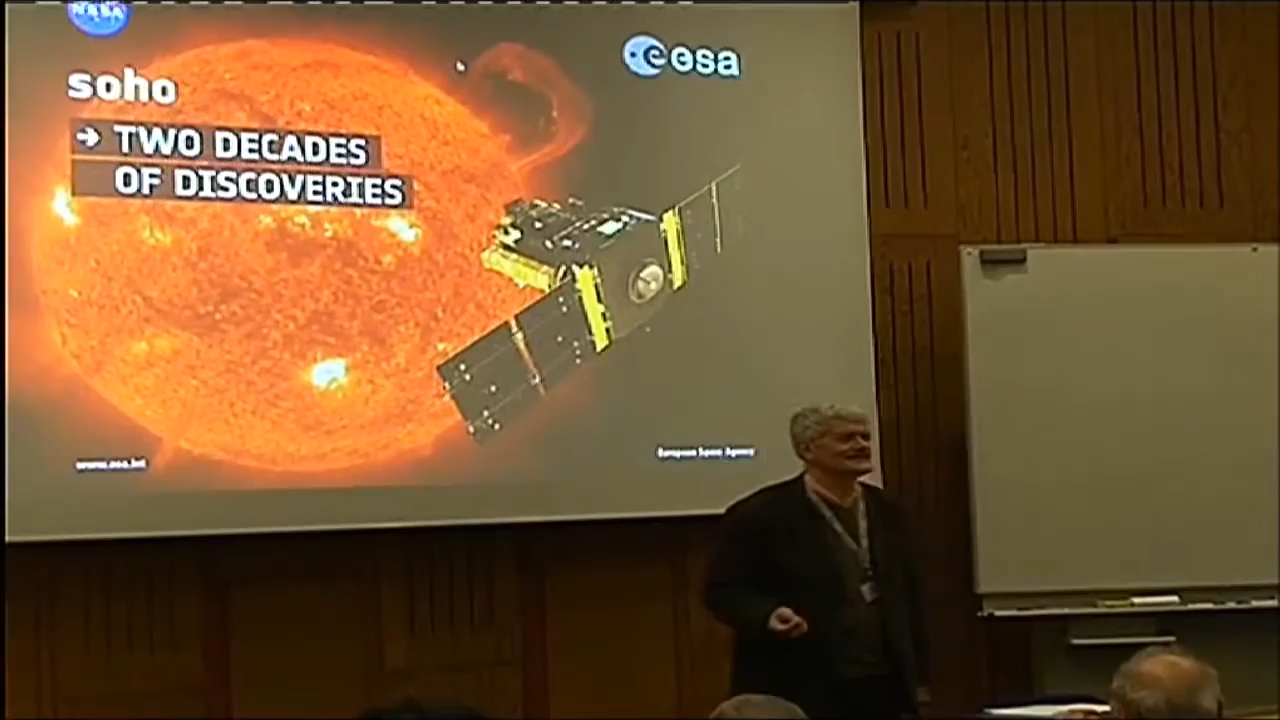 NASA
esa
soho
→ TWO DECADES
OF DISCOVERIES
www.esa.int
European Space Agency